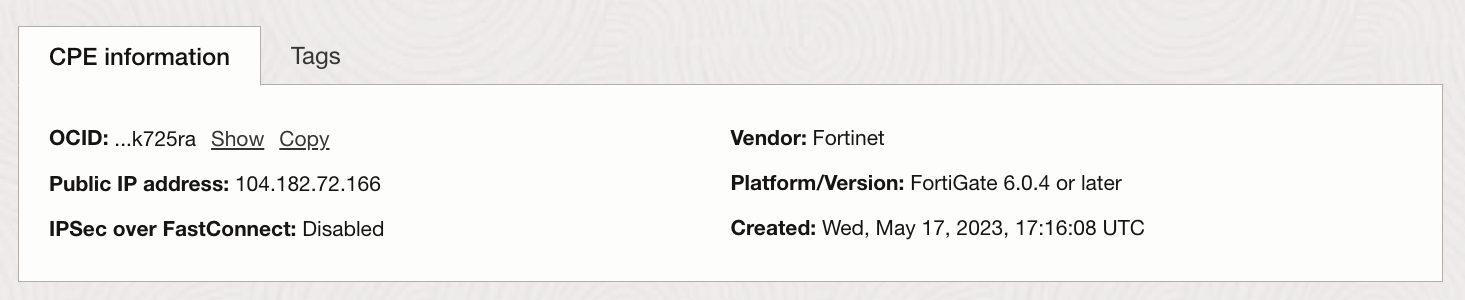 CPE information
Tags
OCID: ...k725ra Show Copy
Public IP address: 104.182.72.166
IPSec over FastConnect: Disabled
Vendor: Fortinet
Platform/Version: FortiGate 6.0.4 or later
Created: Wed, May 17, 2023, 17:16:08 UTC